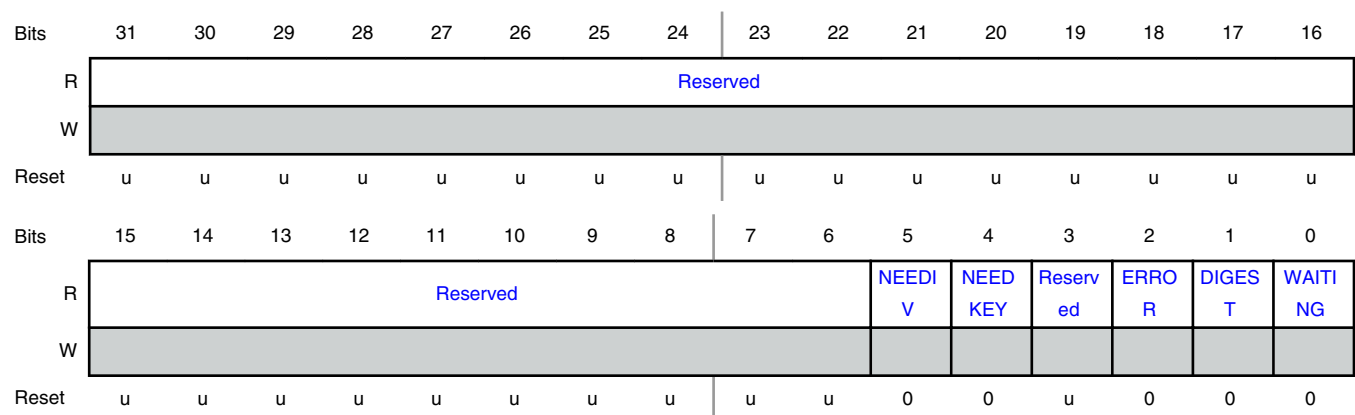 Bits 31 30 29 28 27 26 25 24 23 22 21 20 19 18 17 16
R Reserved
W
Reset u u u u u u u u u u u u u u u u
Bits 15 14 13 12 11 10 9 8 7 6 5 4 3 2 1 0
R Reserved NEEDI NEED Reserv ERRO DIGES WAITI
V KEY ed R T NG
W
Reset u u u u u u u u u u 0 0 u 0 0 0